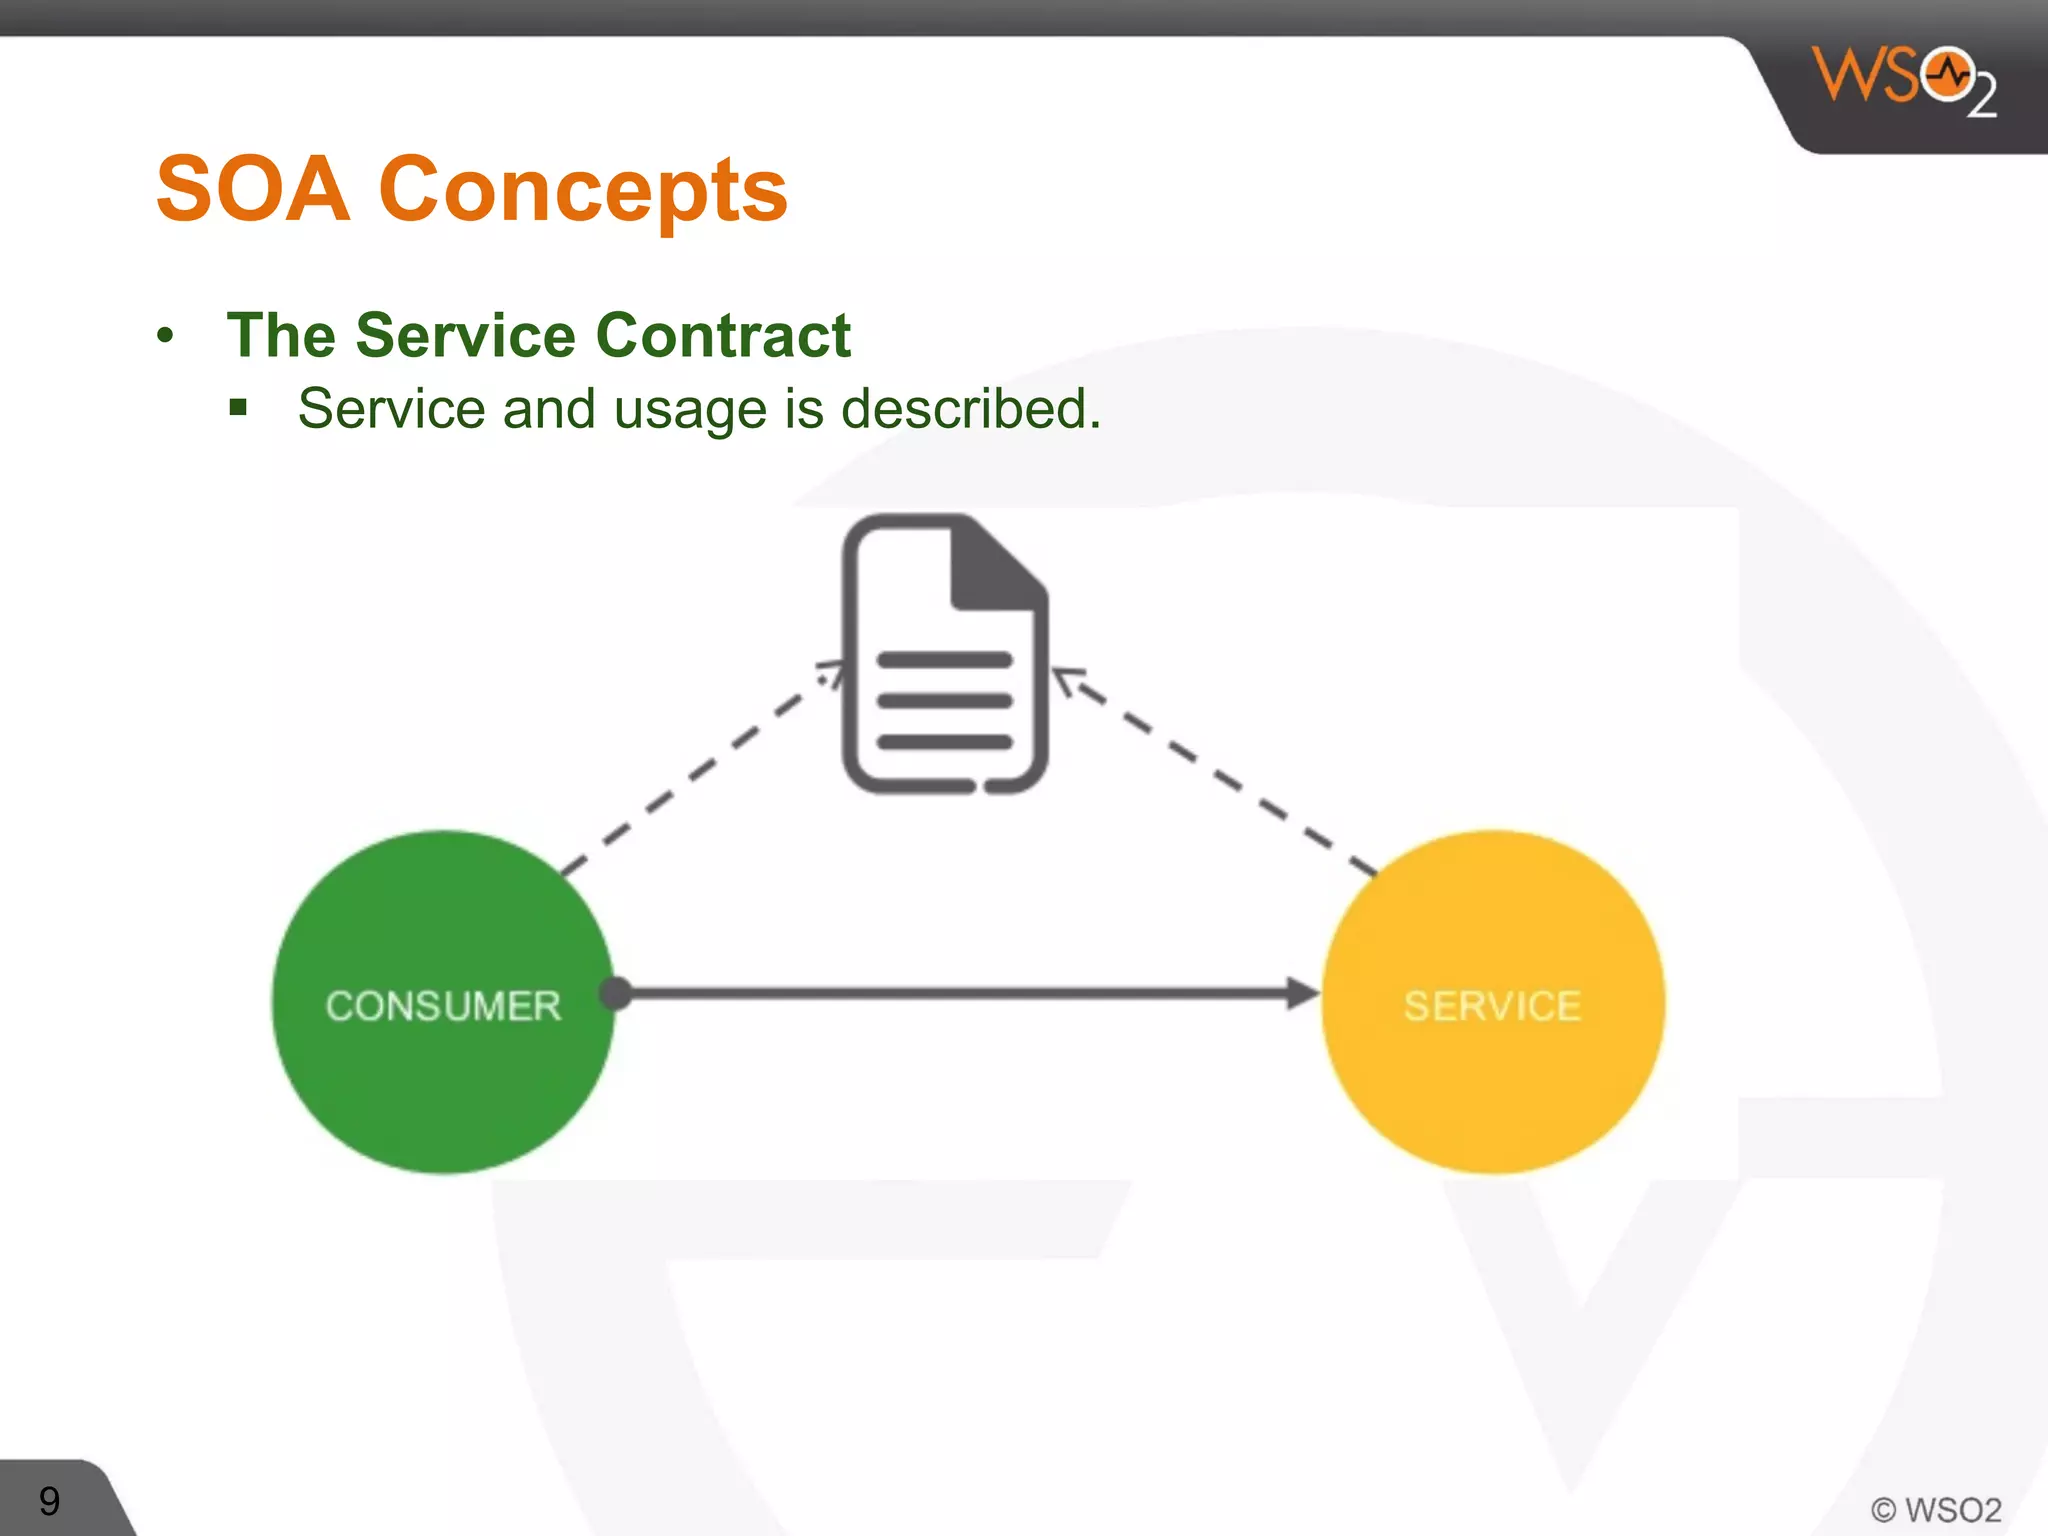 WSO2
SOA Concepts
• The Service Contract
▪ Service and usage is described.
CONSUMER
SERVICE
9
© WSO2